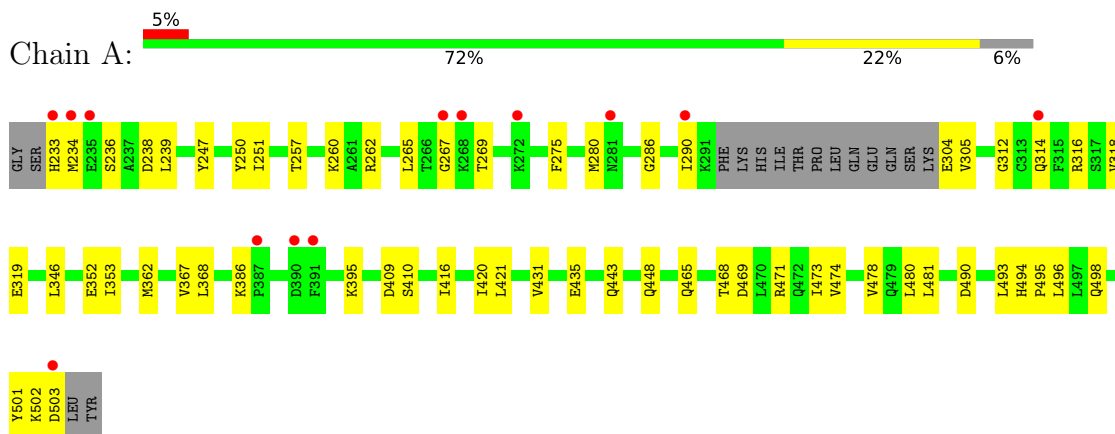 5%
Chain A:
72% 22% 6%
GLY SER H233 M234 E235 S236 A237 D238 L239 Y247 Y250 I251 T257 K260 A261 R262 L265 T266 G267 K268 T269 K272 F275 M280 N281 G286 I290 K291 PHE LYS HIS ILE THR PRO LEU GLN GLU GLN SER LYS E304 V305 G312 C313 Q314 F315 R316 S317 V318
E319 L346 E352 I353 M362 V367 L368 K386 P387 D390 F391 K395 D409 S410 I416 I420 L421 V431 E435 Q443 Q448 Q465 T468 D469 L470 R471 Q472 I473 V474 V478 Q479 L480 L481 D490 L493 H494 P495 L496 L497 Q498
Y501 K502 D503 LEU TYR